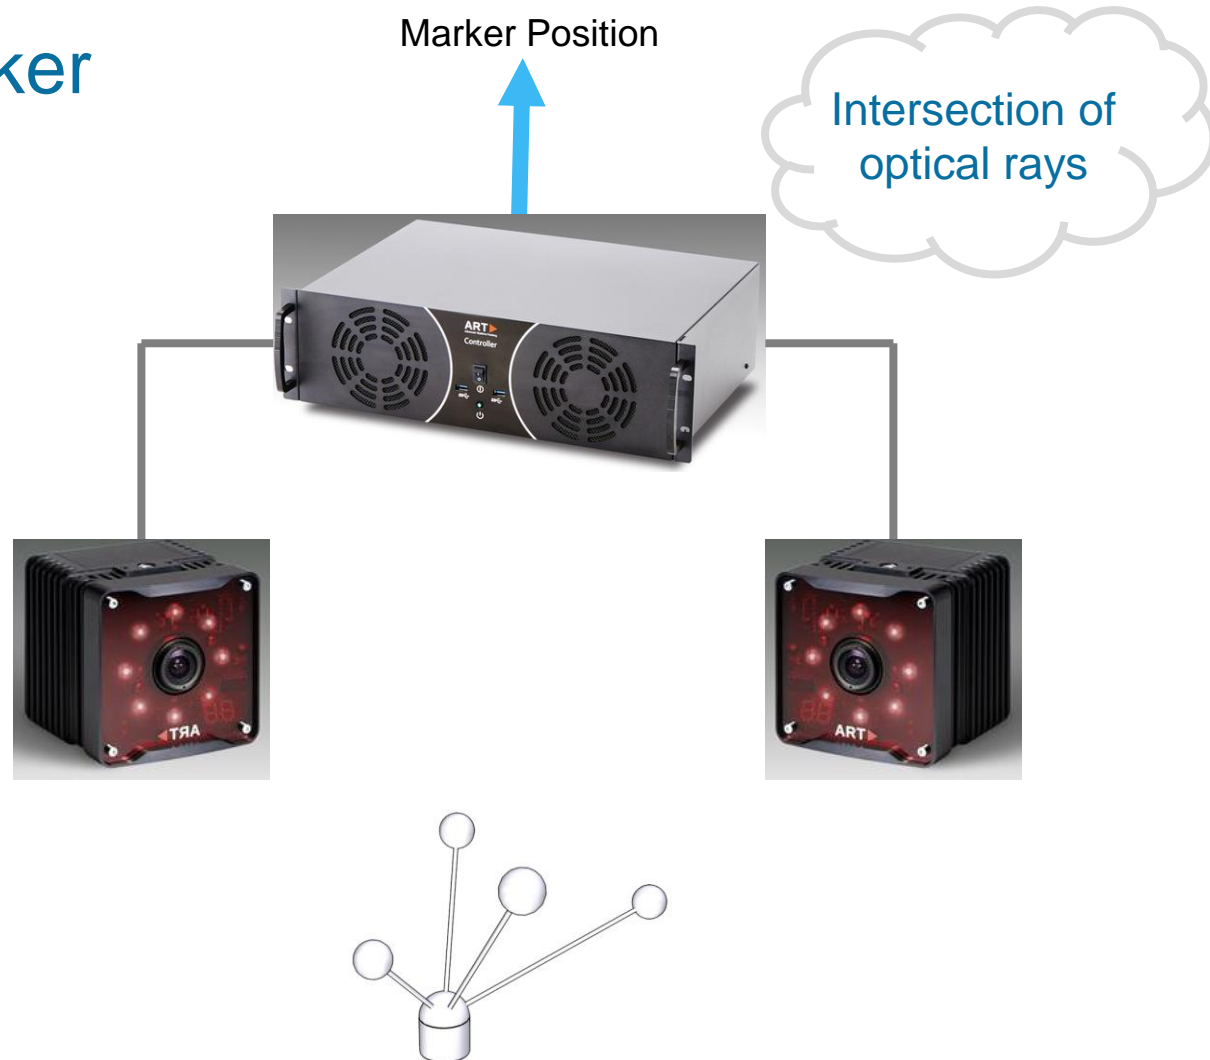 ker
Marker Position
Intersection of
optical rays
ART
Controller
ART
ART